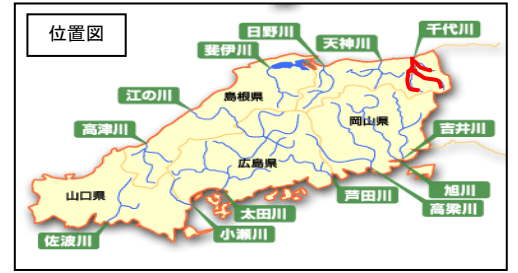 位置図
日野川
千代川
斐伊川
天神川
江の川
島根県
高津川
岡山県
吉井川
広島県
山口県
旭川
芦田川
高梁川
太田川
小瀬川
佐波川